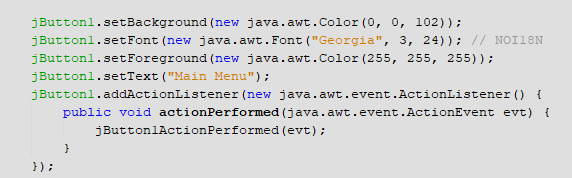 jButton1.setBackground(new java.awt.Color(0, 0, 102));
jButton1.setFont(new java.awt.Font("Georgia", 3, 24)); // NOI18N
jButton1.setForeground(new java.awt.Color(255, 255, 255));
jButton1.setText("Main Menu");
jButton1.addActionListener(new java.awt.event.ActionListener() {
    public void actionPerformed(java.awt.event.ActionEvent evt) {
        jButton1ActionPerformed(evt);
    }
});